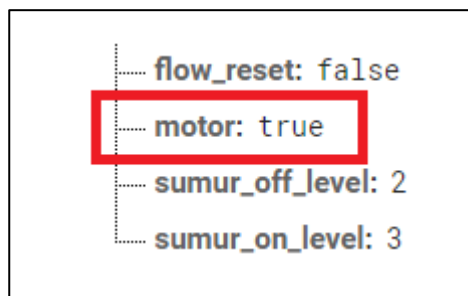 flow_reset: false
motor: true
sumur_off_level: 2
sumur_on_level: 3